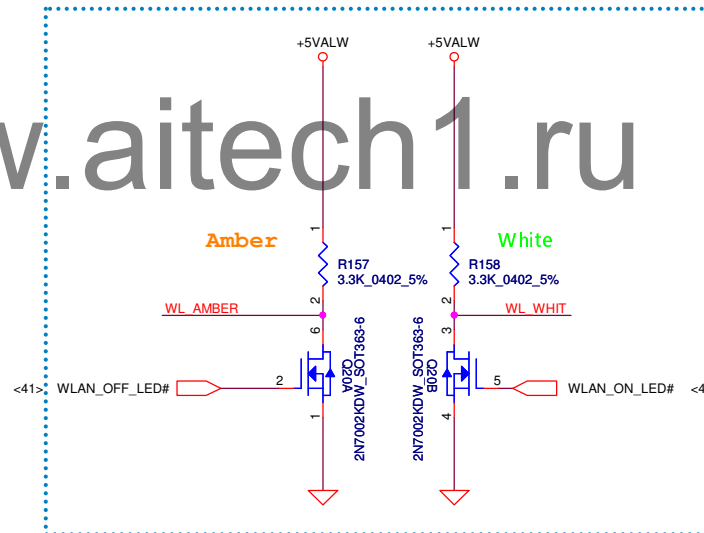 +5VALW
+5VALW
w.aitech1.ru
1
1
Amber
White
R157
3.3K_0402_5%
R158
3.3K_0402_5%
2
2
WL_AMBER
WL_WHIT
6
3
2N7002KDW_SOT363-6
Q20A
2N7002KDW_SOT363-6
Q20B
<41>
WLAN_OFF_LED#
2
5
WLAN_ON_LED#
<4
1
4